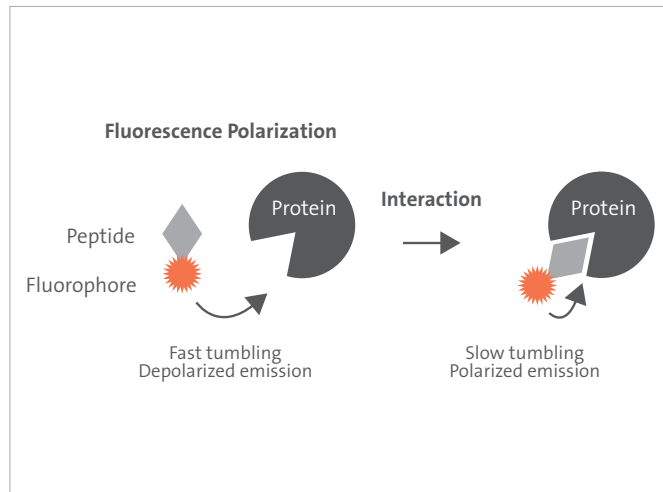 Fluorescence Polarization
Protein
Interaction
Protein
Peptide
Fluorophore
Fast tumbling
Depolarized emission
Slow tumbling
Polarized emission